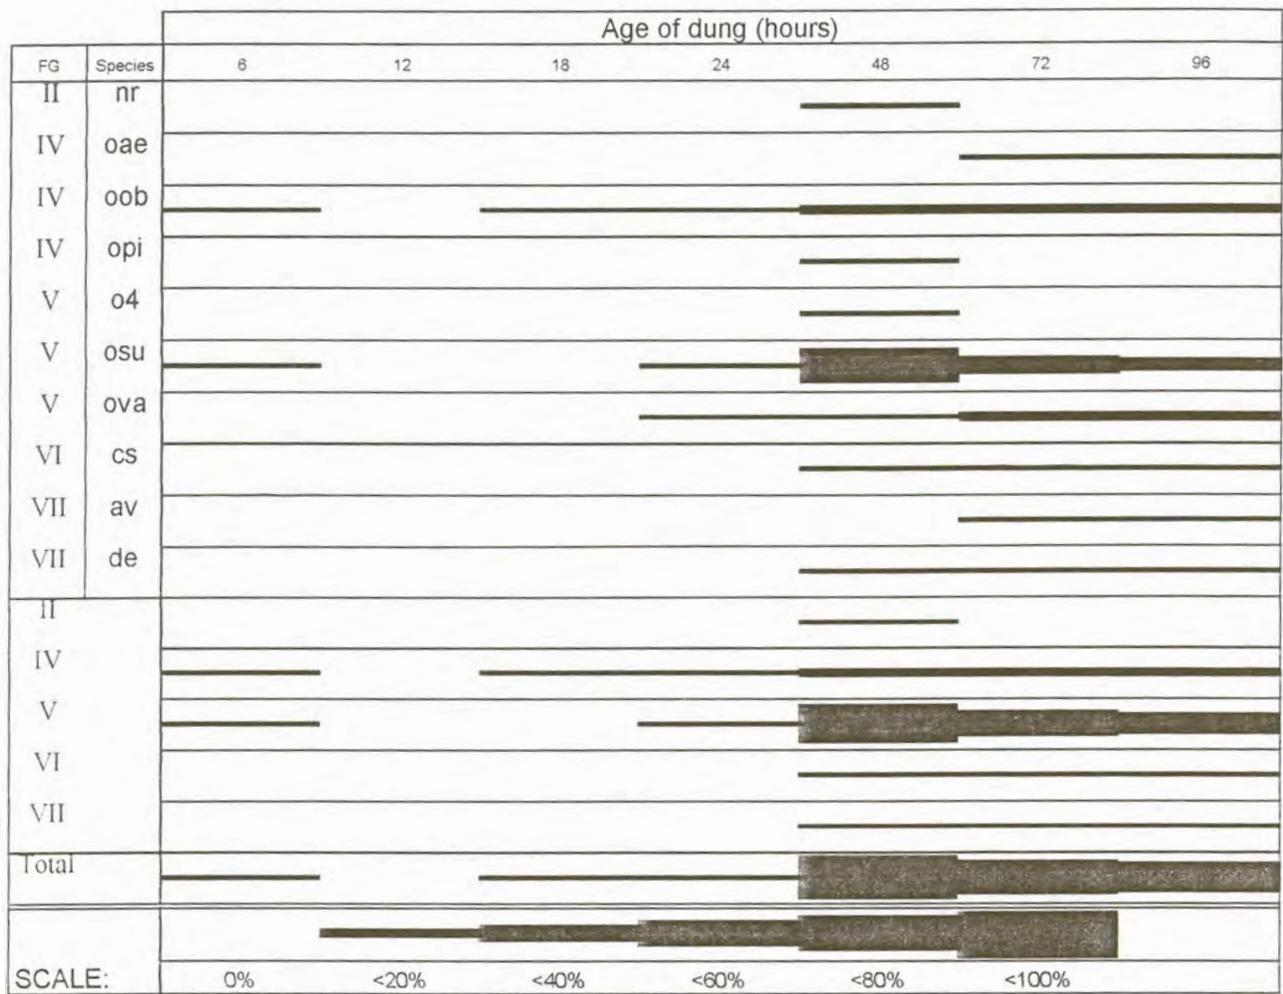 Age of dung (hours)
FG Species 6 12 18 24 48 72 96
II nr
IV oae
IV oob
IV opi
V o4
V osu
V ova
VI cs
VII av
VII de
II
IV
V
VI
VII
Total
SCALE: 0% <20% <40% <60% <80% <100%